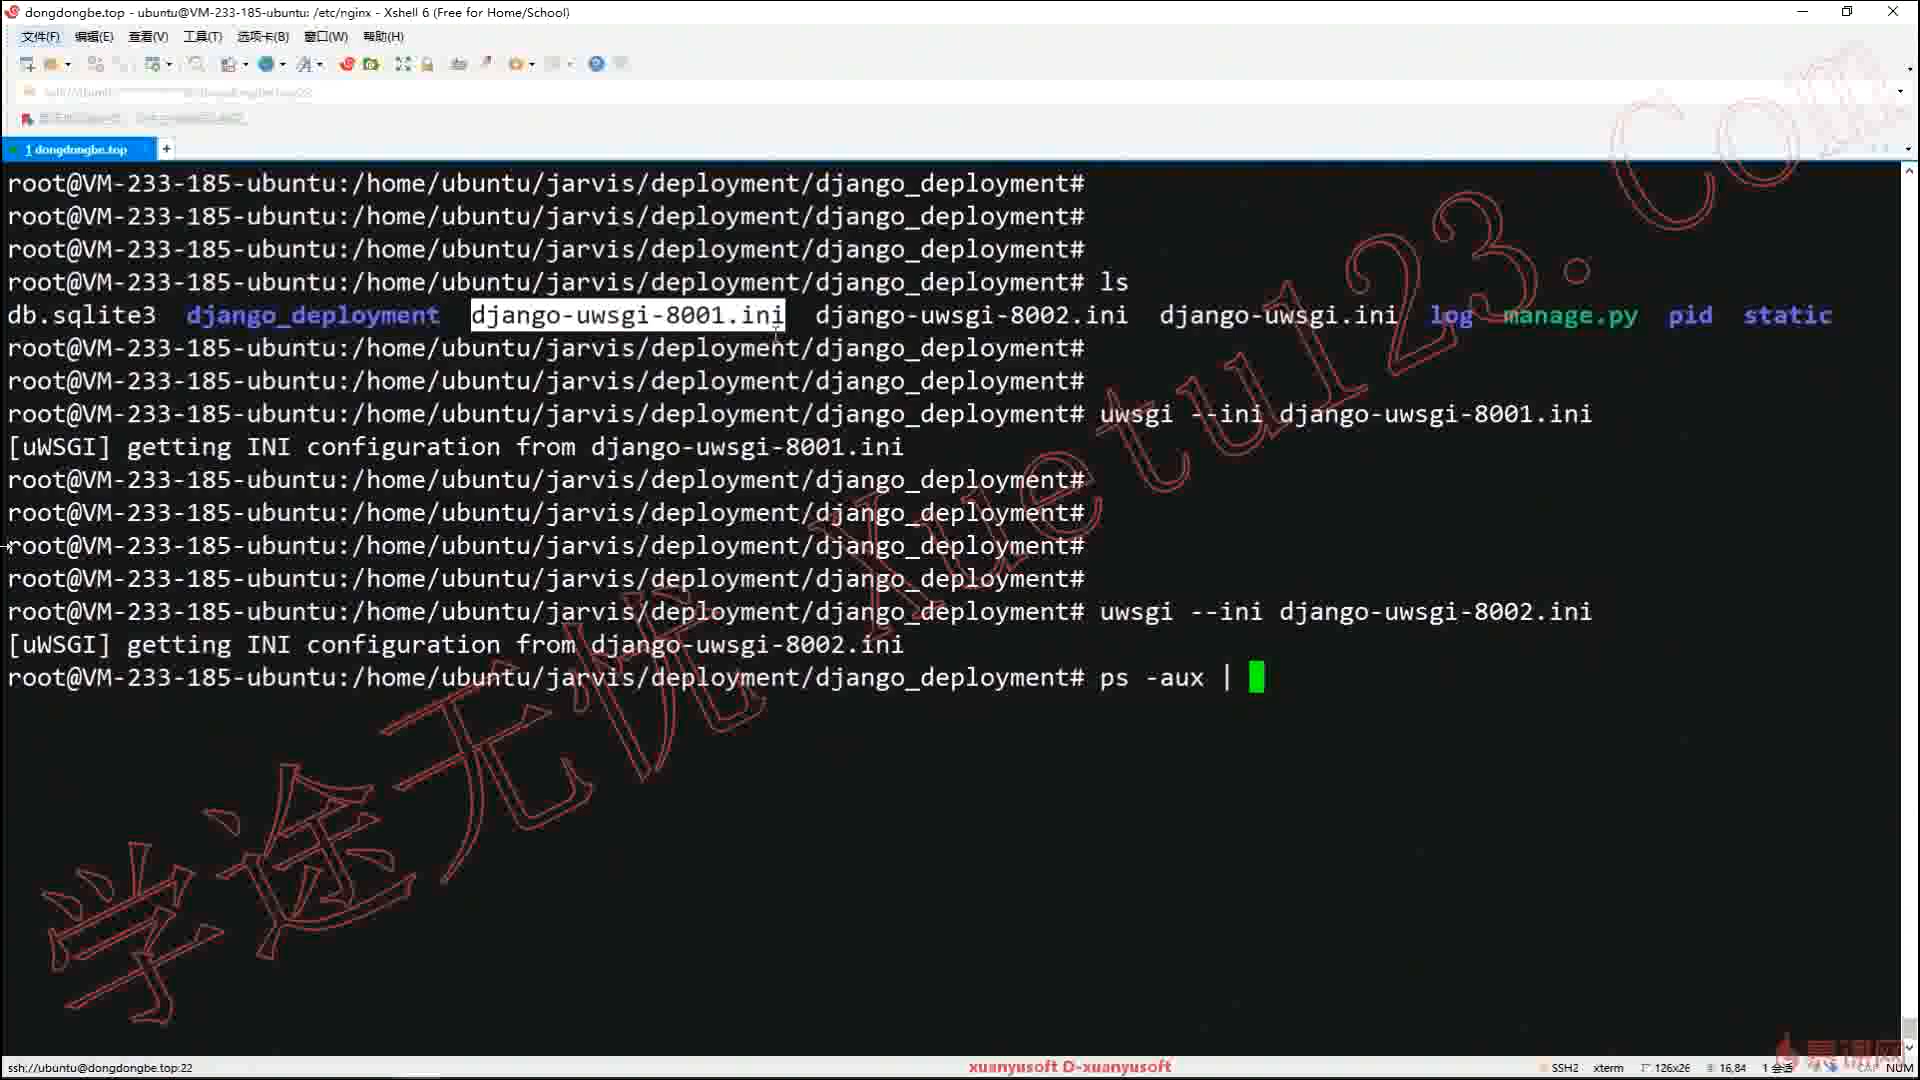 dongdongbe.top - ubuntu@VM-233-185-ubuntu: /etc/nginx - Xshell 6 (Free for Home/School)
文件(F) 编辑(E) 查看(V) 工具(T) 选项卡(B) 窗口(W) 帮助(H)
1 dongdongbe.top +
root@VM-233-185-ubuntu:/home/ubuntu/jarvis/deployment/django_deployment#
root@VM-233-185-ubuntu:/home/ubuntu/jarvis/deployment/django_deployment#
root@VM-233-185-ubuntu:/home/ubuntu/jarvis/deployment/django_deployment#
root@VM-233-185-ubuntu:/home/ubuntu/jarvis/deployment/django_deployment# ls
db.sqlite3 django_deployment django-uwsgi-8001.ini django-uwsgi-8002.ini django-uwsgi.ini log manage.py pid static
root@VM-233-185-ubuntu:/home/ubuntu/jarvis/deployment/django_deployment#
root@VM-233-185-ubuntu:/home/ubuntu/jarvis/deployment/django_deployment#
root@VM-233-185-ubuntu:/home/ubuntu/jarvis/deployment/django_deployment# uwsgi --ini django-uwsgi-8001.ini
[uWSGI] getting INI configuration from django-uwsgi-8001.ini
root@VM-233-185-ubuntu:/home/ubuntu/jarvis/deployment/django_deployment#
root@VM-233-185-ubuntu:/home/ubuntu/jarvis/deployment/django_deployment#
root@VM-233-185-ubuntu:/home/ubuntu/jarvis/deployment/django_deployment#
root@VM-233-185-ubuntu:/home/ubuntu/jarvis/deployment/django_deployment#
root@VM-233-185-ubuntu:/home/ubuntu/jarvis/deployment/django_deployment# uwsgi --ini django-uwsgi-8002.ini
[uWSGI] getting INI configuration from django-uwsgi-8002.ini
root@VM-233-185-ubuntu:/home/ubuntu/jarvis/deployment/django_deployment# ps -aux |
学途无忧 Xuetu123.Com
ssh://ubuntu@dongdongbe.top:22 xuanyusoft D-xuanyusoft SSH2 xterm 126x26 16,84 1 会话 CAP NUM